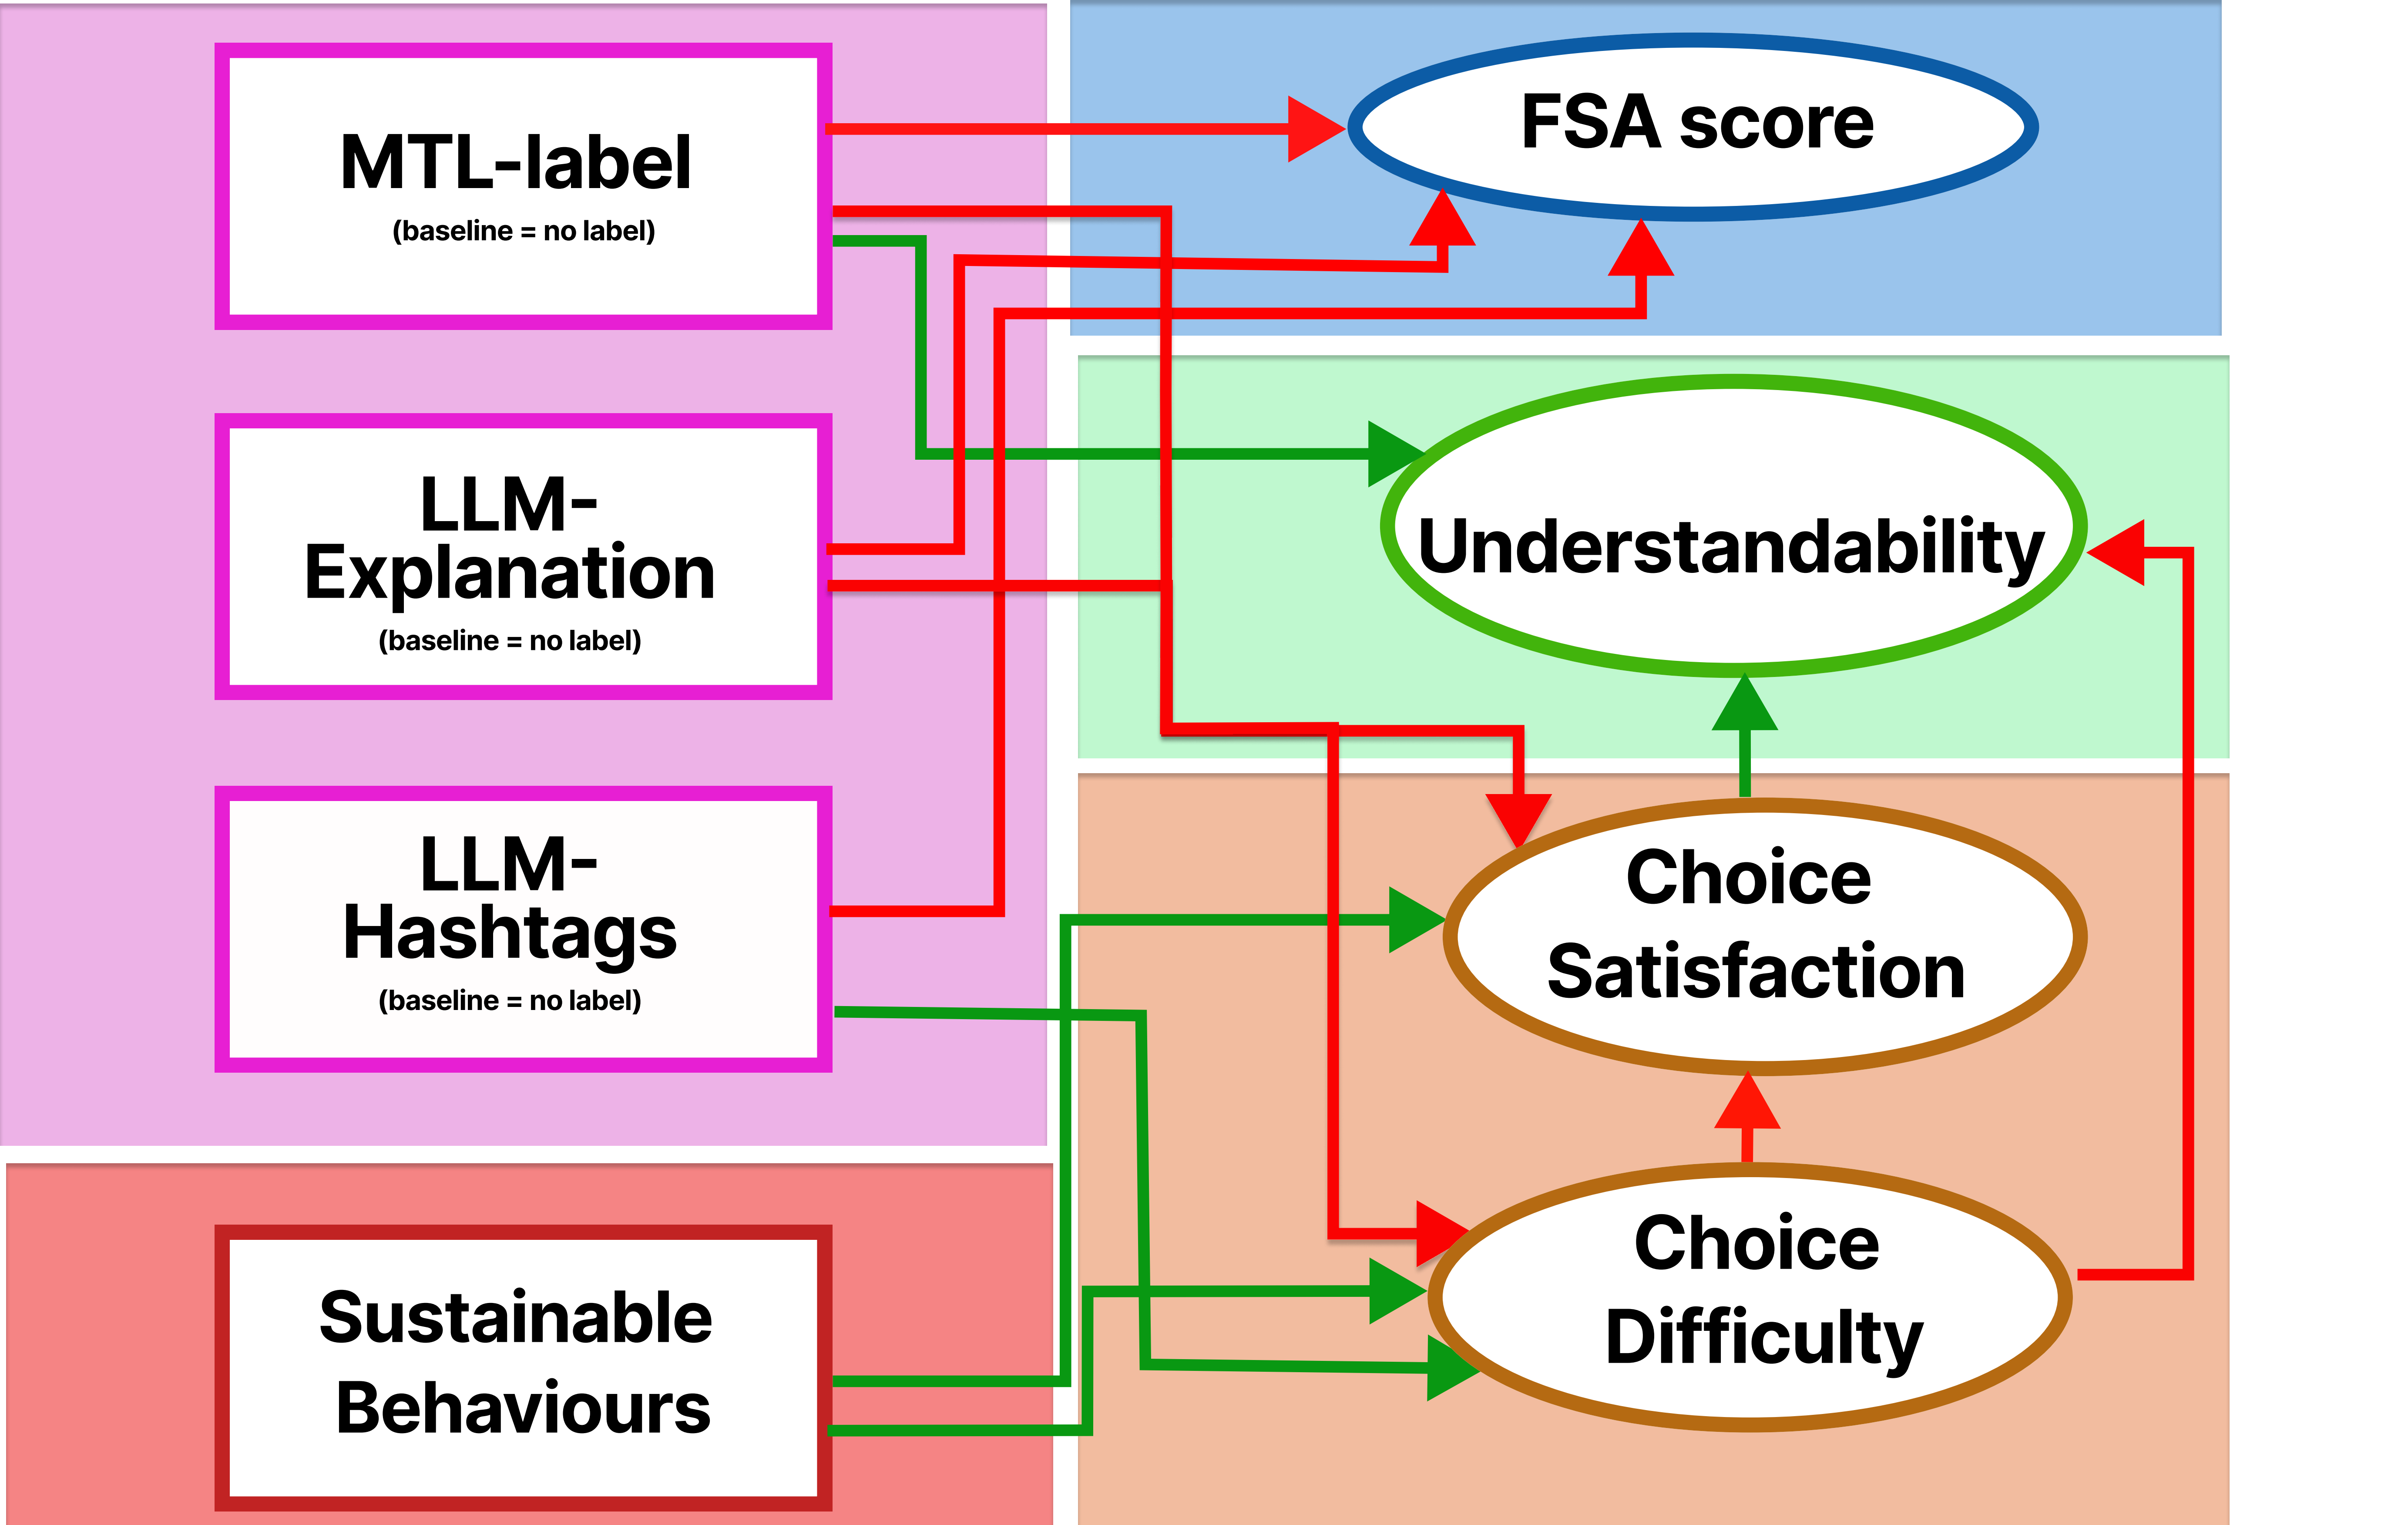 MTL-label
(baseline = no label)
LLM-
Explanation
(baseline = no label)
LLM-
Hashtags
(baseline = no label)
Sustainable
Behaviours
FSA score
Understandability
Choice
Satisfaction
Choice
Difficulty